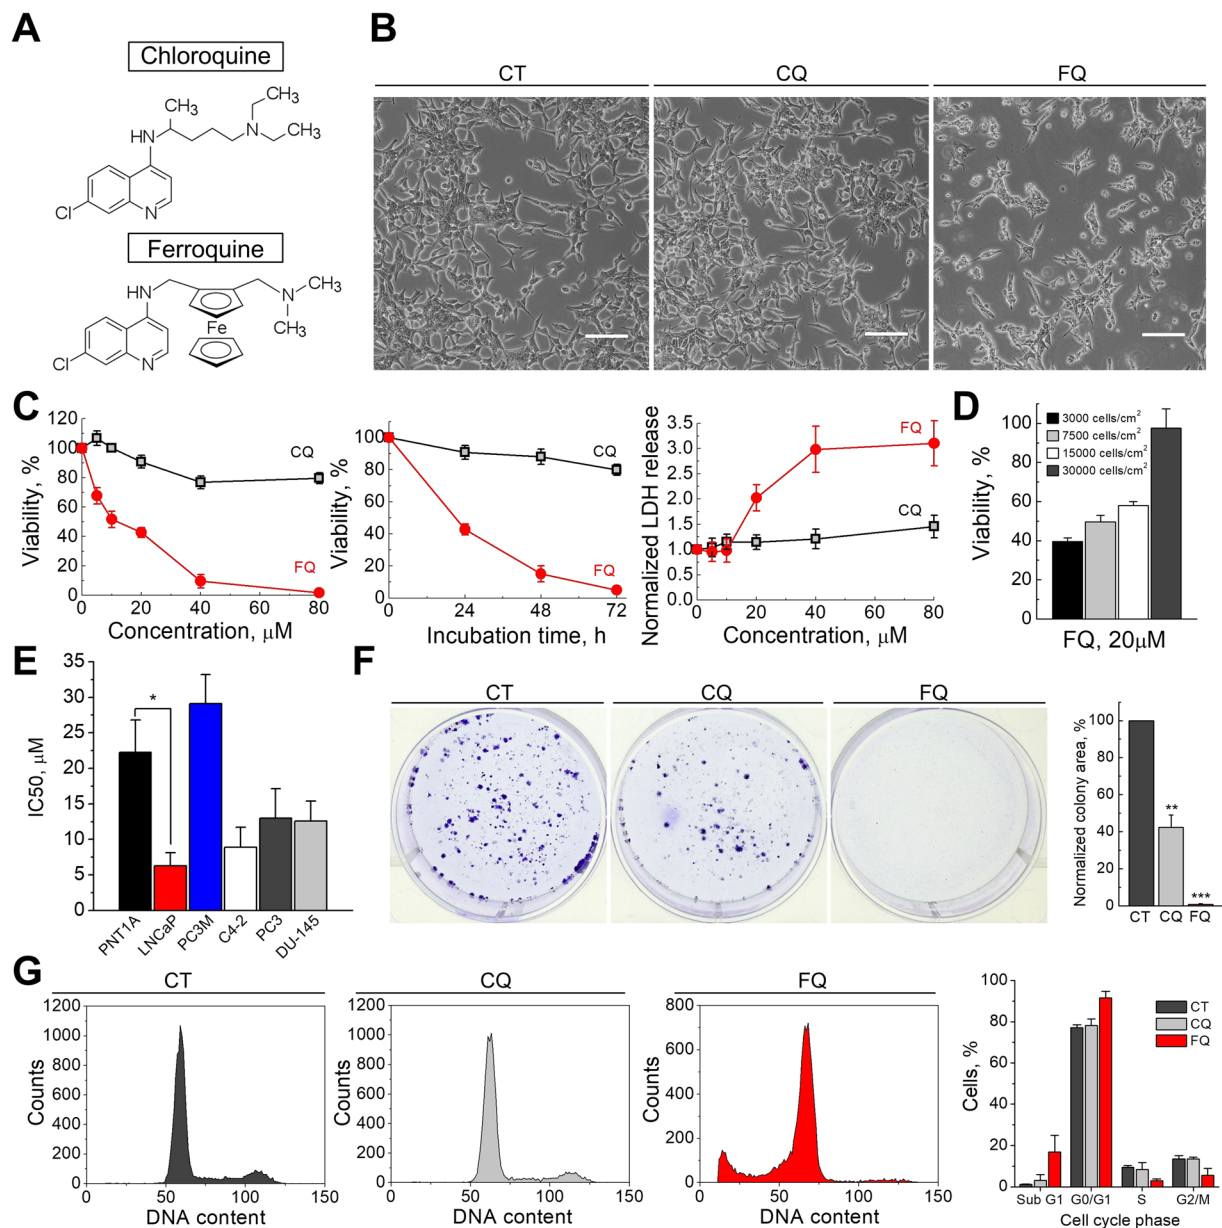 A
Chloroquine
CH3
CH3
HN
N
CH3
Cl
N
Ferroquine
HN
N
CH3
CH3
Fe
Cl
N
B
CT
CQ
FQ
C
Viability, %
120
100
80
60
40
20
0
CQ
FQ
0
20
40
60
80
Concentration, μM
Viability, %
100
80
60
40
20
0
CQ
FQ
0
24
48
72
Incubation time, h
Normalized LDH release
3.5
3.0
2.5
2.0
1.5
1.0
0.5
0.0
FQ
CQ
0
20
40
60
80
Concentration, μM
D
Viability, %
100
80
60
40
20
0
3000 cells/cm2
7500 cells/cm2
15000 cells/cm2
30000 cells/cm2
FQ, 20μM
E
IC50, μM
35
30
25
20
15
10
5
0
*
PNT1A
LNCaP
PC3M
C4-2
PC3
DU-145
F
CT
CQ
FQ
Normalized colony area, %
100
80
60
40
20
0
**
***
CT
CQ
FQ
G
CT
Counts
1200
1000
800
600
400
200
0
0
50
100
150
DNA content
CQ
Counts
1200
1000
800
600
400
200
0
0
50
100
150
DNA content
FQ
Counts
800
600
400
200
0
0
50
100
150
DNA content
Cells, %
100
80
60
40
20
0
CT
CQ
FQ
Sub G1
G0/G1
S
G2/M
Cell cycle phase